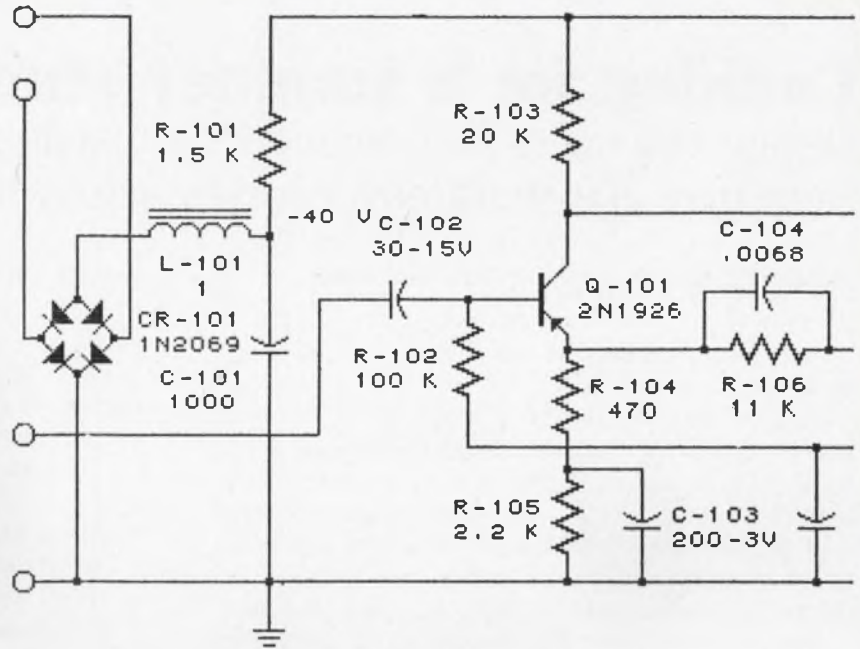 R-101
1.5 K
R-103
20 K
-40 V
C-102
30-15V
C-104
.0068
L-101
1
Q-101
2N1926
CR-101
1N2069
R-102
100 K
C-101
1000
R-104
470
R-106
11 K
R-105
2.2 K
C-103
200-3V